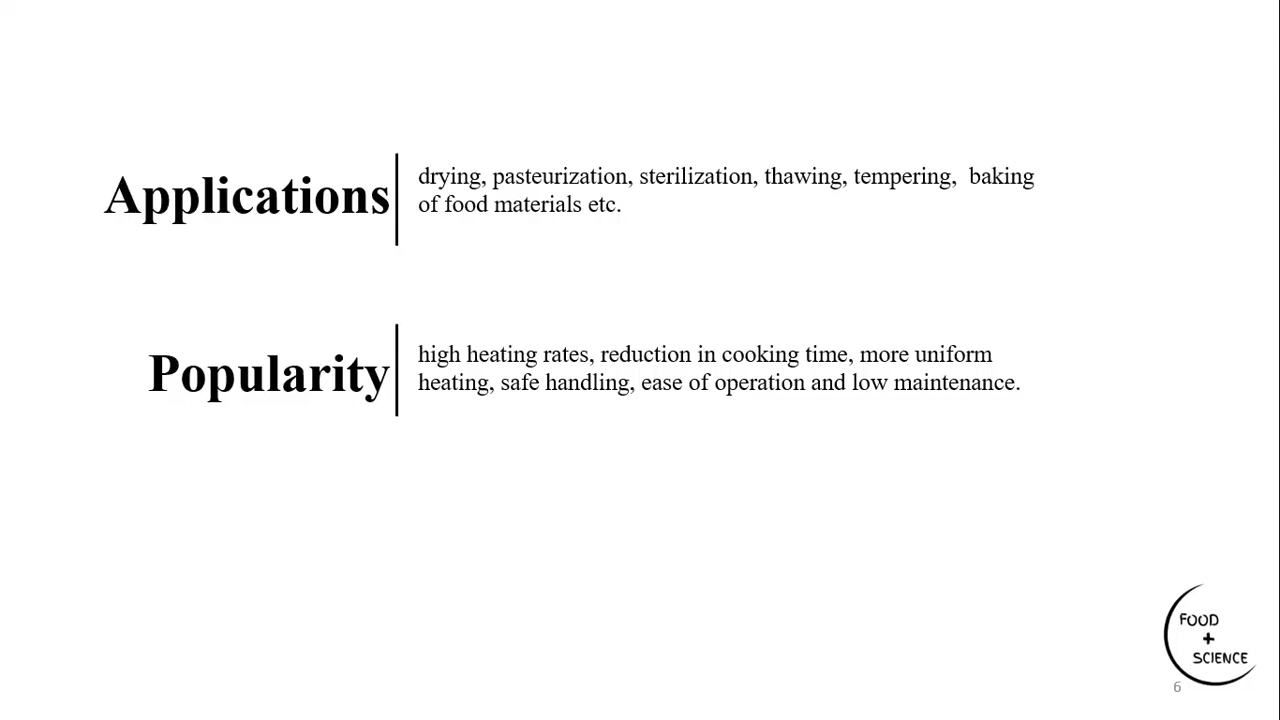 Applications
drying, pasteurization, sterilization, thawing, tempering,  baking
of food materials etc.
Popularity
high heating rates, reduction in cooking time, more uniform
heating, safe handling, ease of operation and low maintenance.
FOOD
+
SCIENCE
6